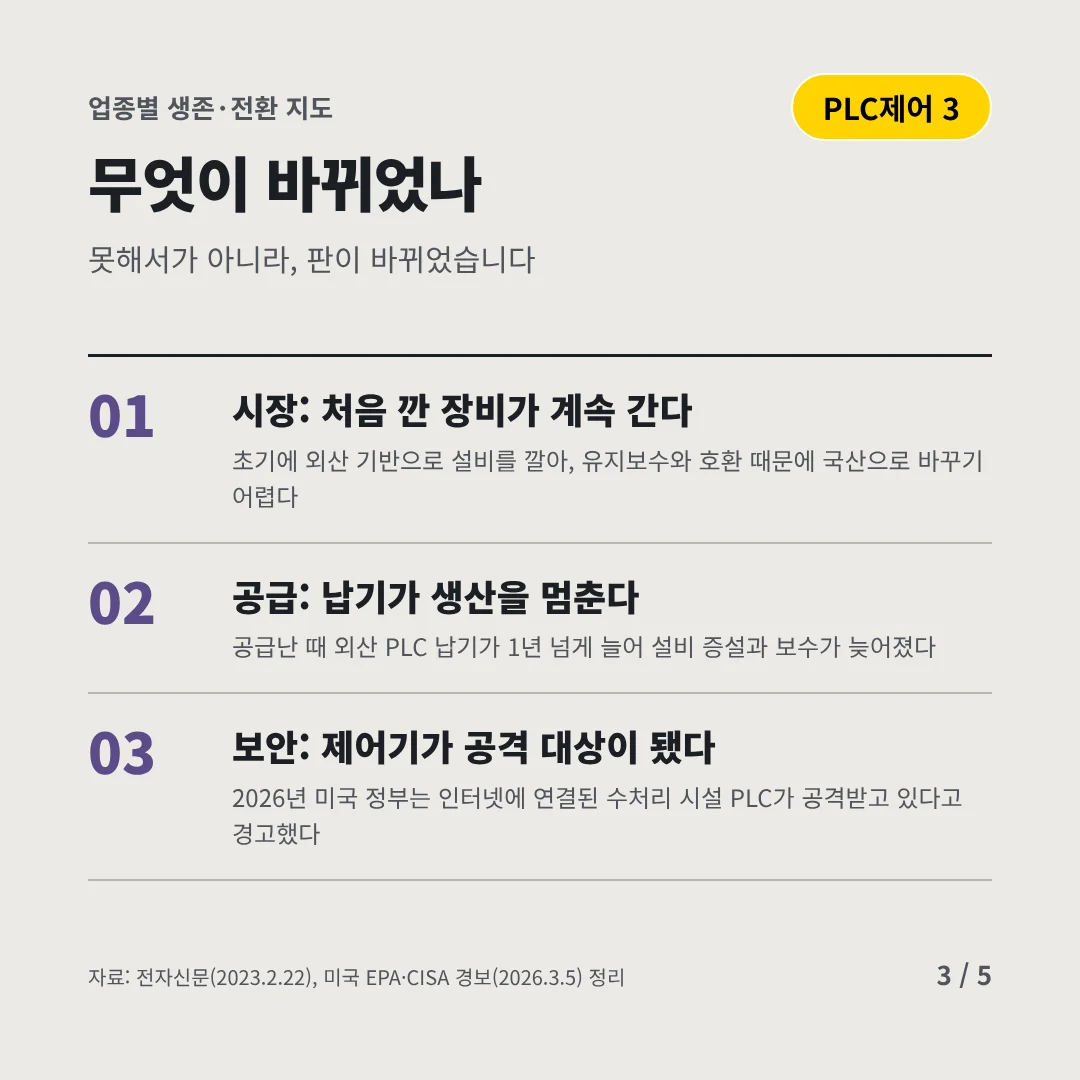 업종별 생존·전환 지도
PLC제어 3
무엇이 바뀌었나
못해서가 아니라, 판이 바뀌었습니다
01
시장: 처음 깐 장비가 계속 간다
초기에 외산 기반으로 설비를 깔아, 유지보수와 호환 때문에 국산으로 바꾸기
어렵다
02
공급: 납기가 생산을 멈춘다
공급난 때 외산 PLC 납기가 1년 넘게 늘어 설비 증설과 보수가 늦어졌다
03
보안: 제어기가 공격 대상이 됐다
2026년 미국 정부는 인터넷에 연결된 수처리 시설 PLC가 공격받고 있다고
경고했다
자료: 전자신문(2023.2.22), 미국 EPA·CISA 경보(2026.3.5) 정리
3 / 5